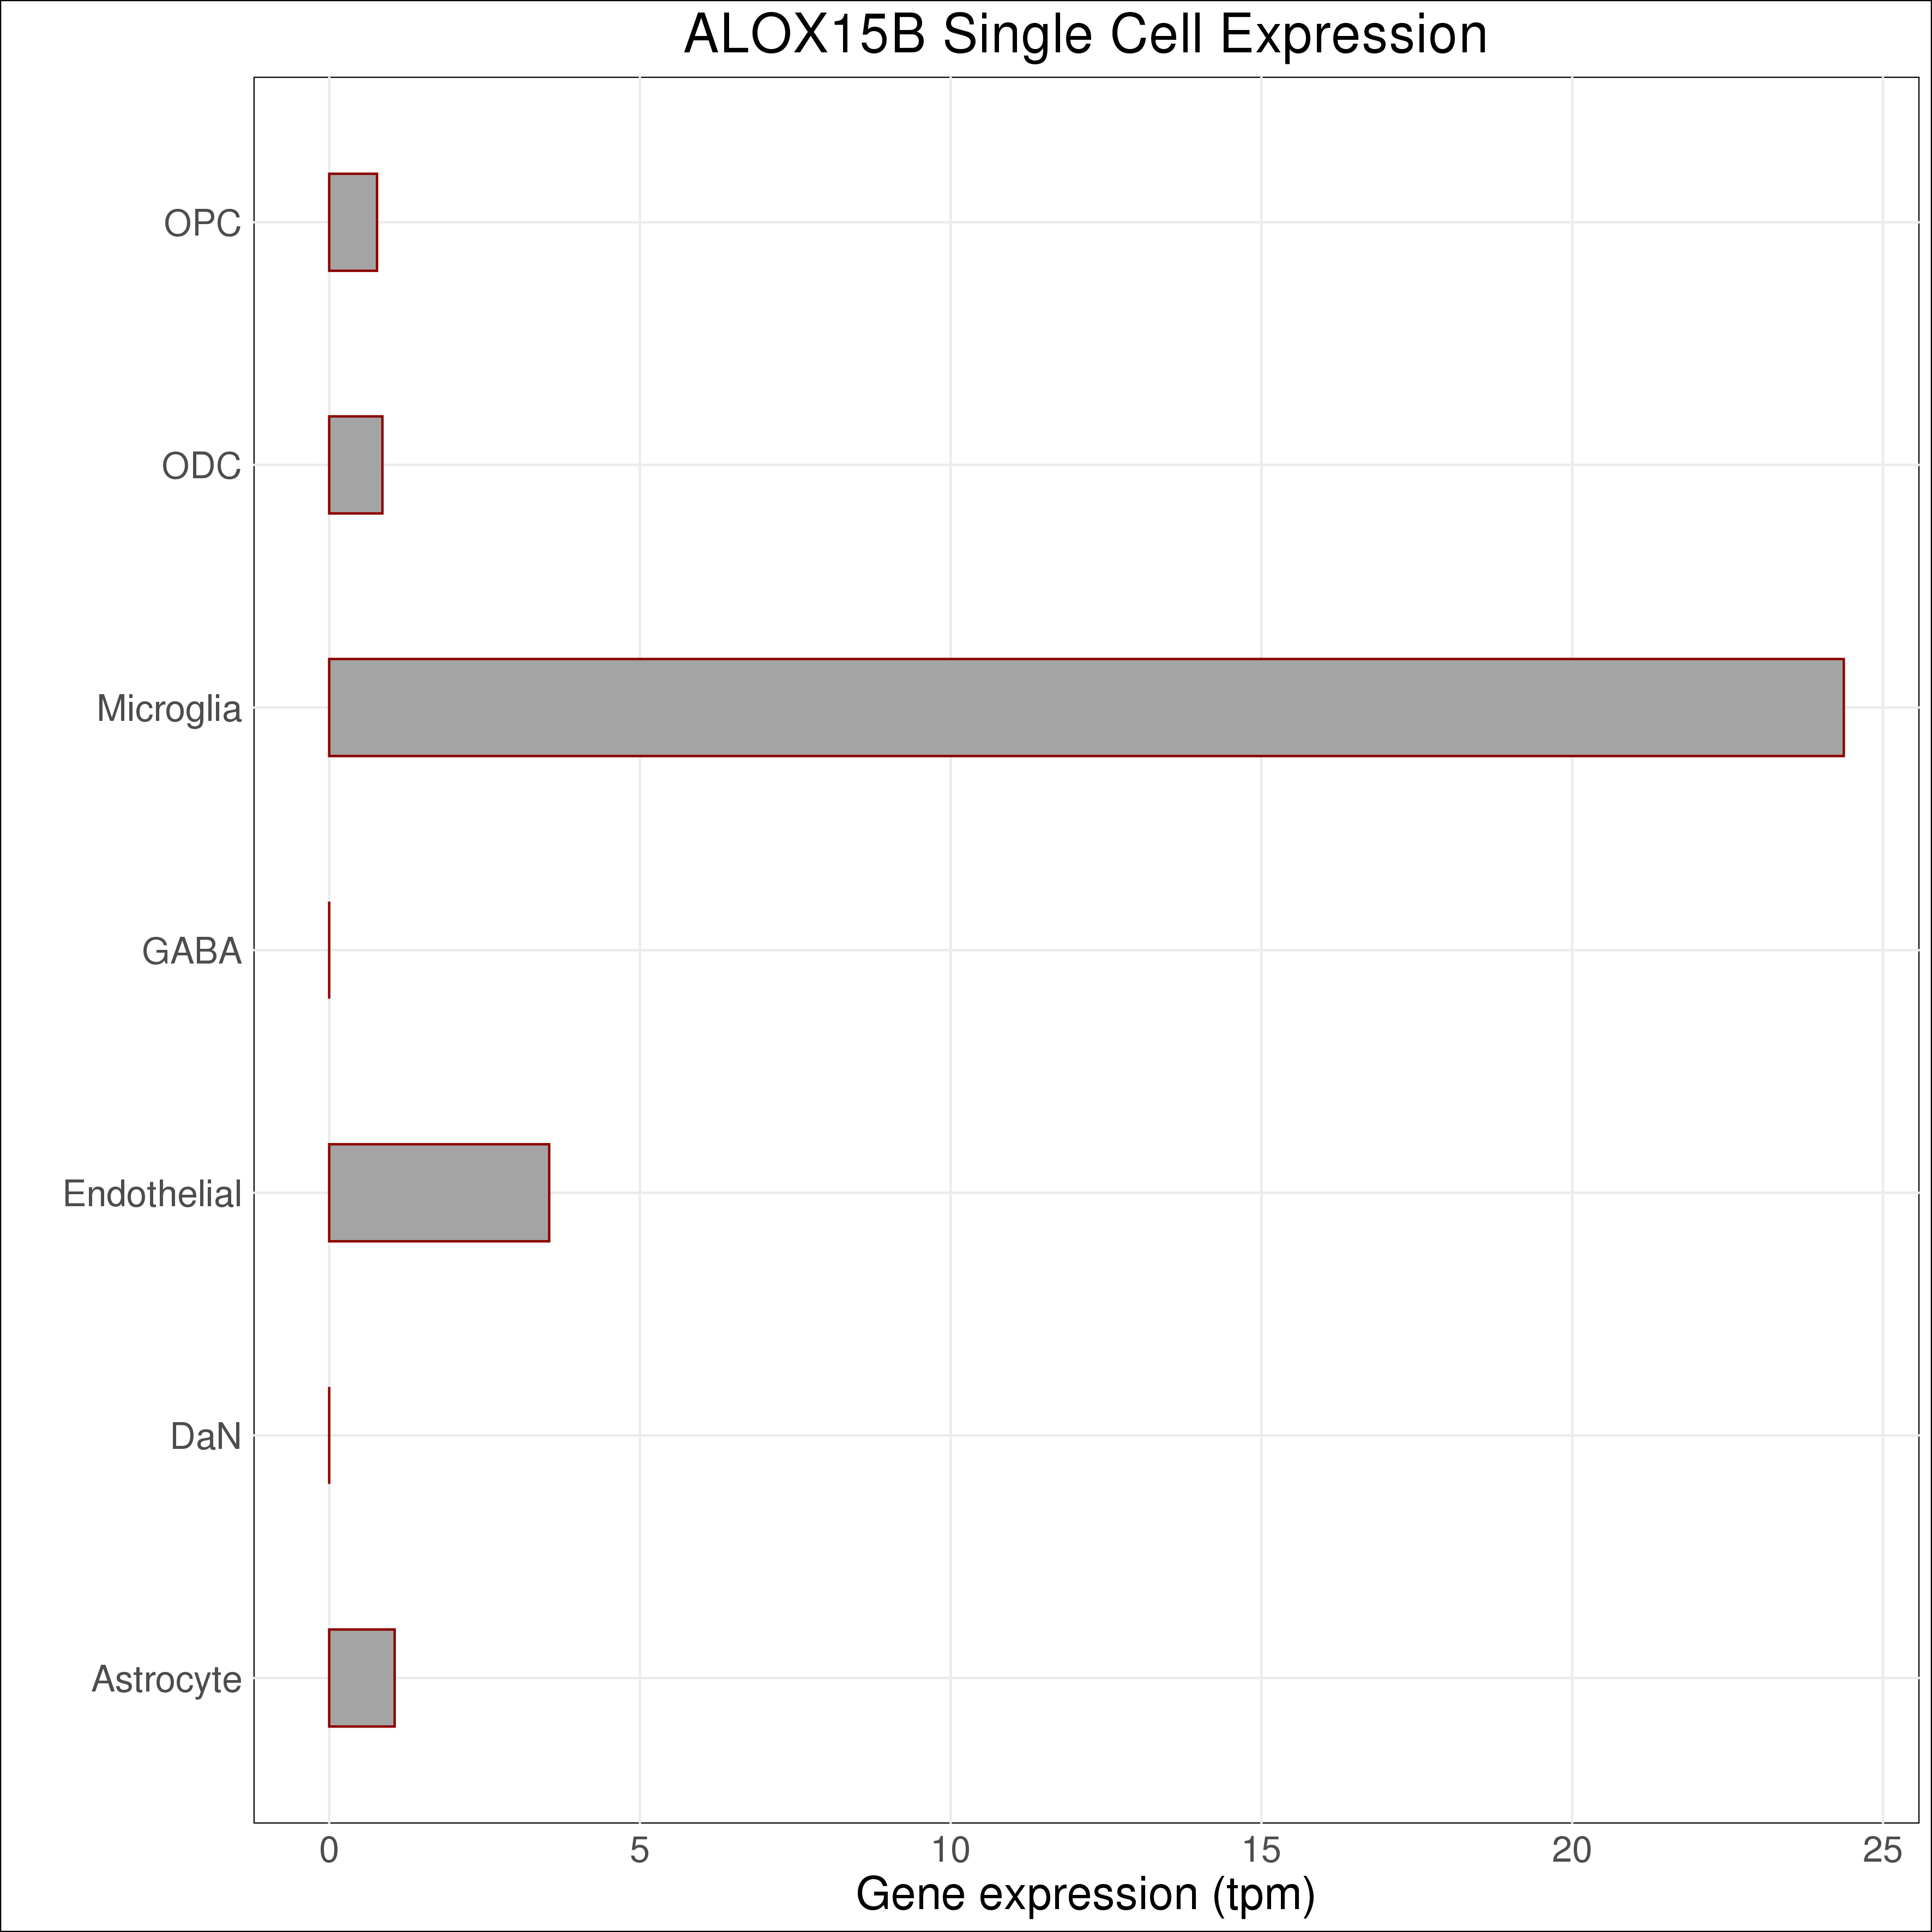 ALOX15B Single Cell Expression
OPC
ODC
Microglia
GABA
Endothelial
DaN
Astrocyte
0 5 10 15 20 25
Gene expression (tpm)